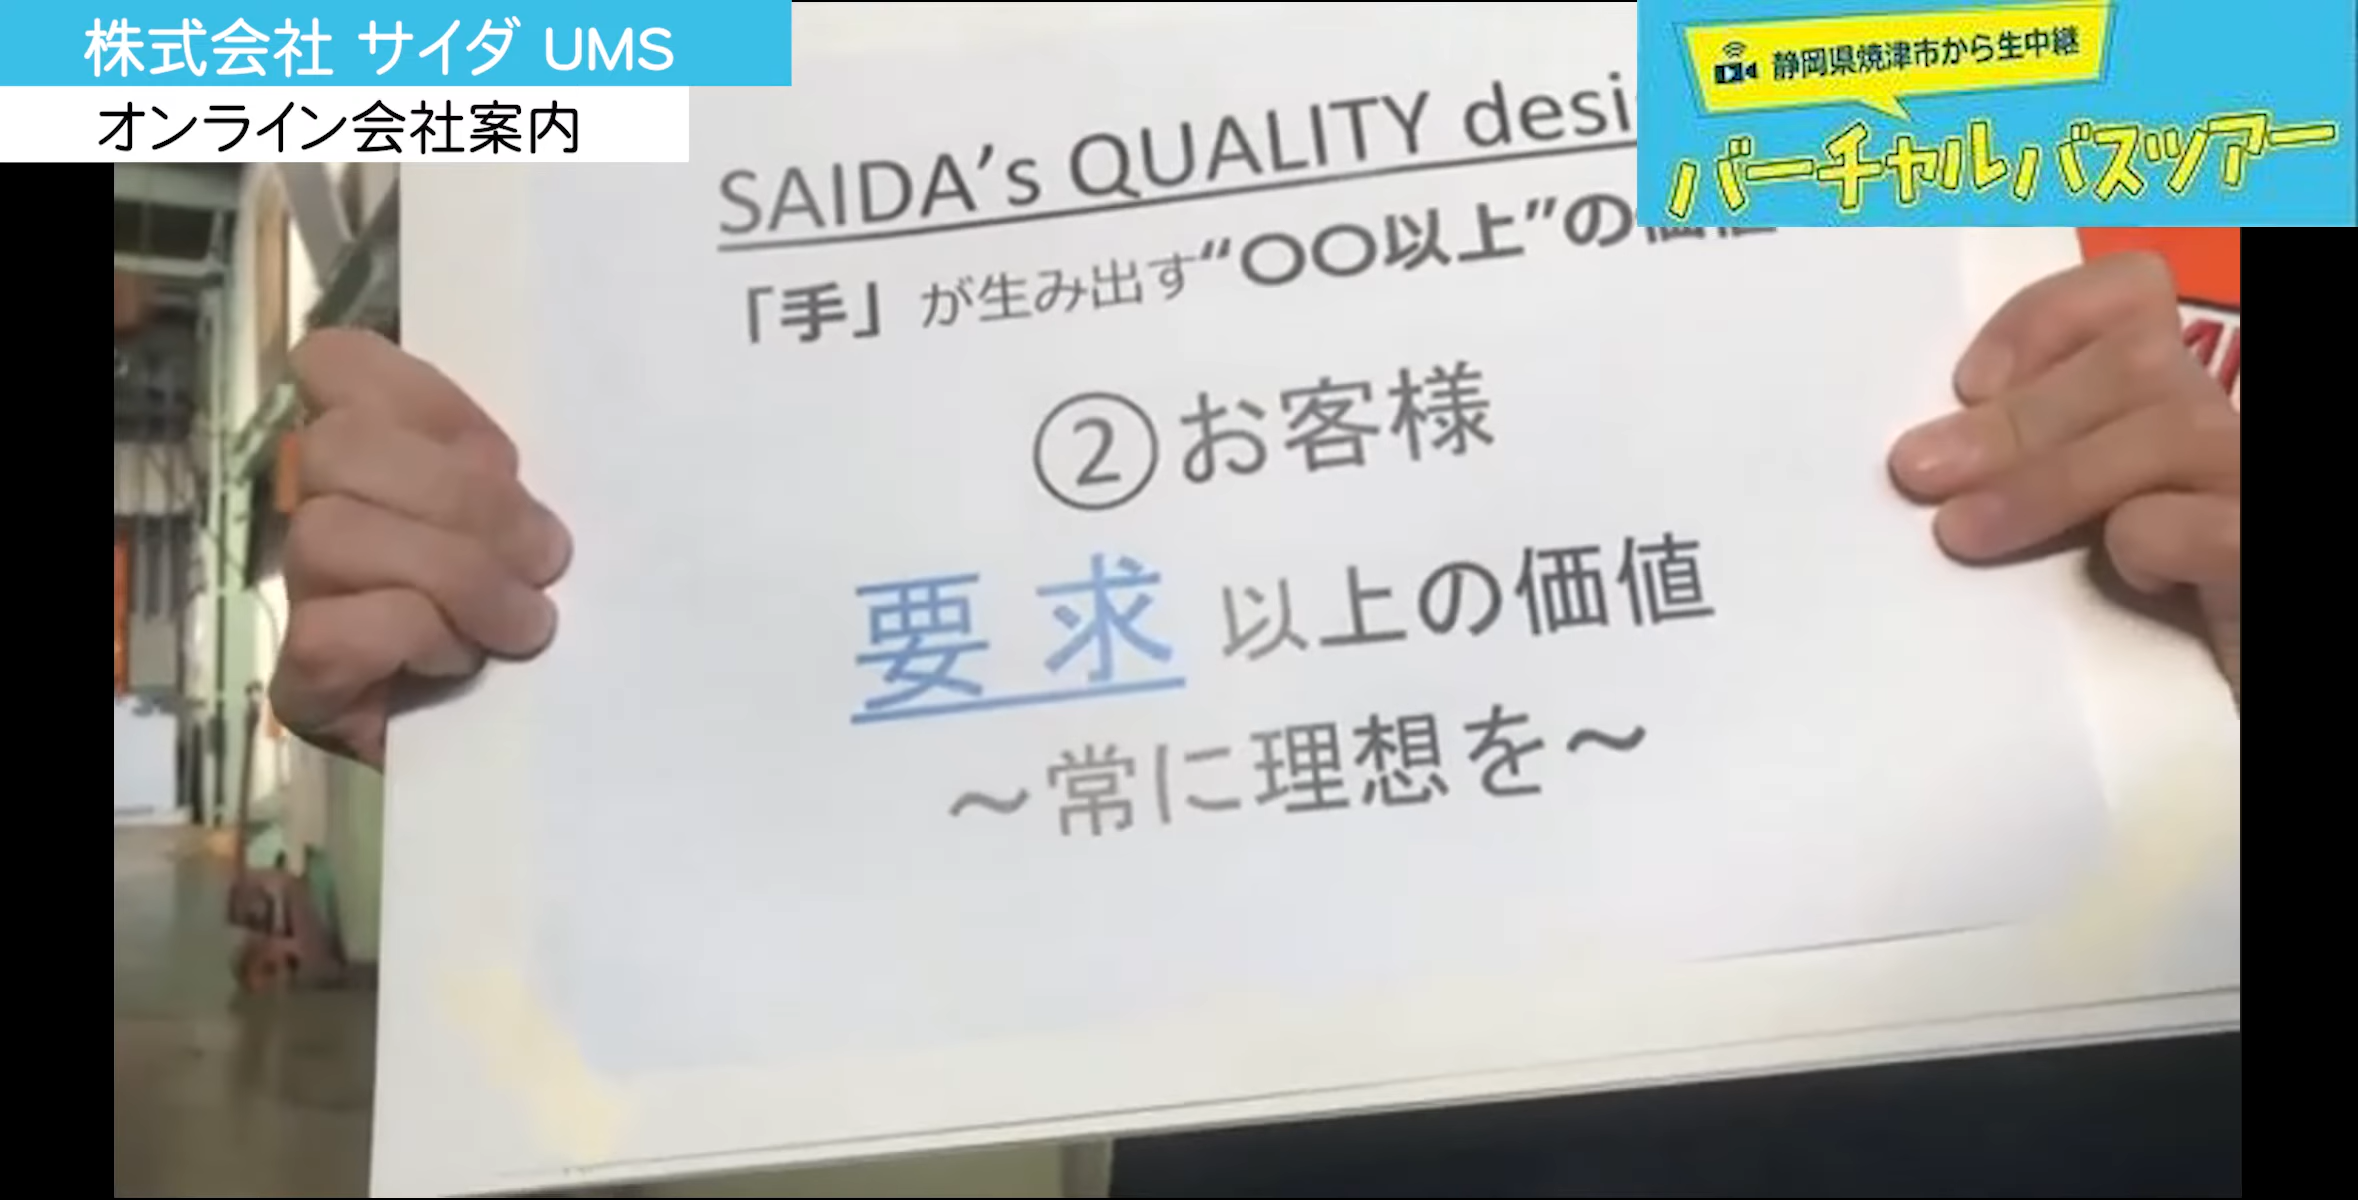 株式会社 サイダ UMS
オンライン会社案内
静岡県焼津市から生中継
バーチャルバスツアー
SAIDA's QUALITY desi
「手」が生み出す“〇〇以上”の
②お客様
要求以上の価値
～常に理想を～